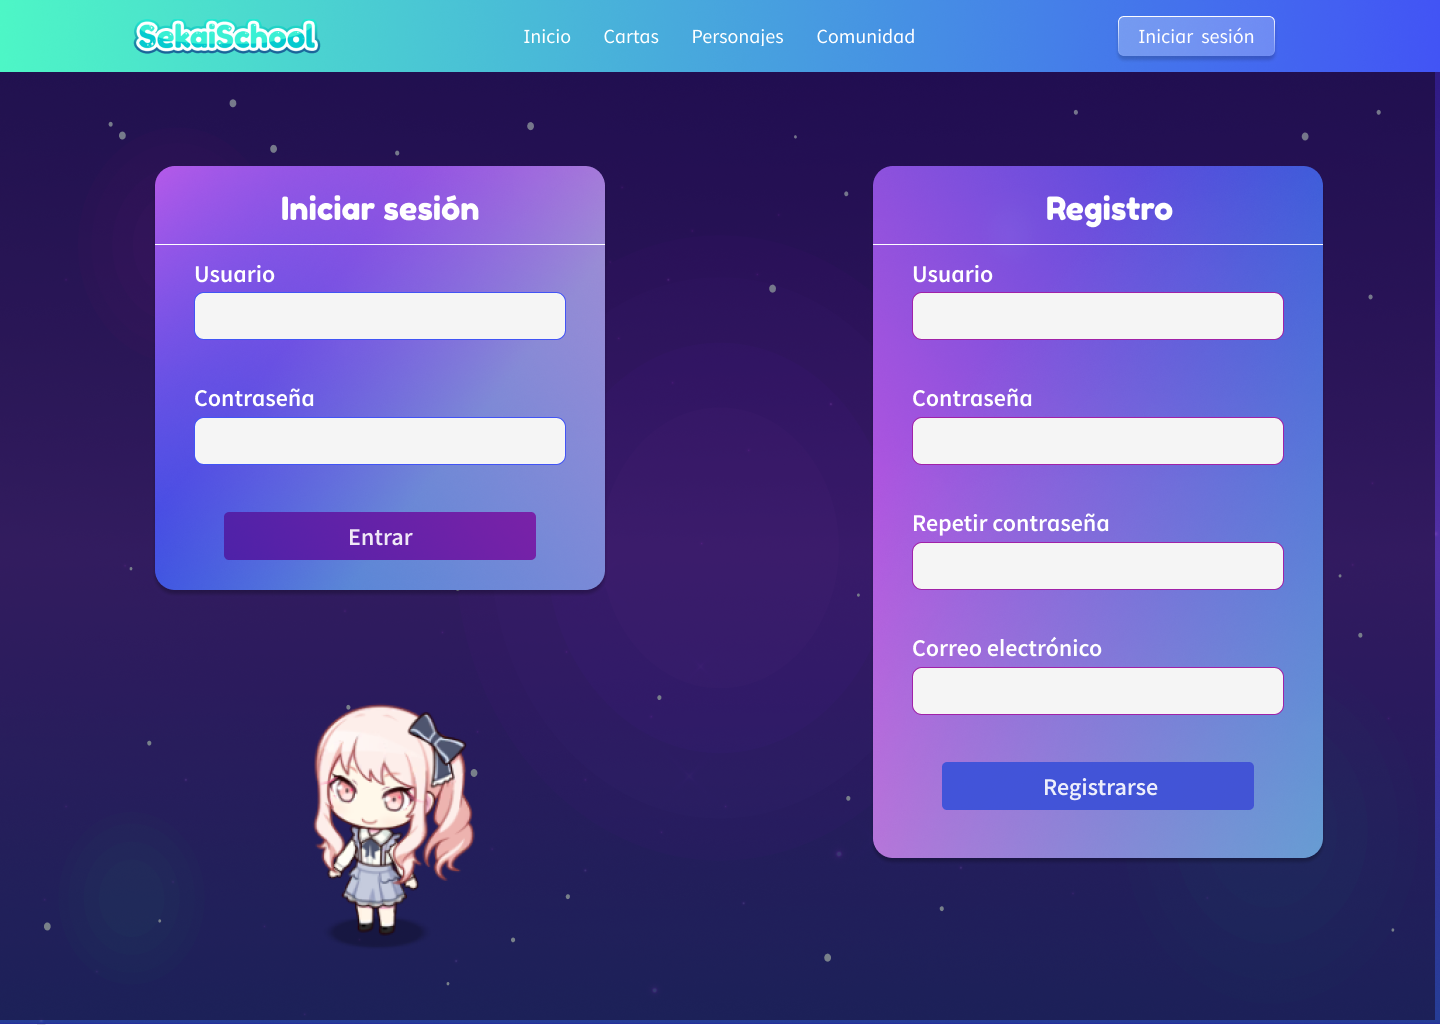 SekaiSchool
Inicio
Cartas
Personajes
Comunidad
Iniciar sesión
Iniciar sesión
Usuario
Contraseña
Entrar
Registro
Usuario
Contraseña
Repetir contraseña
Correo electrónico
Registrarse